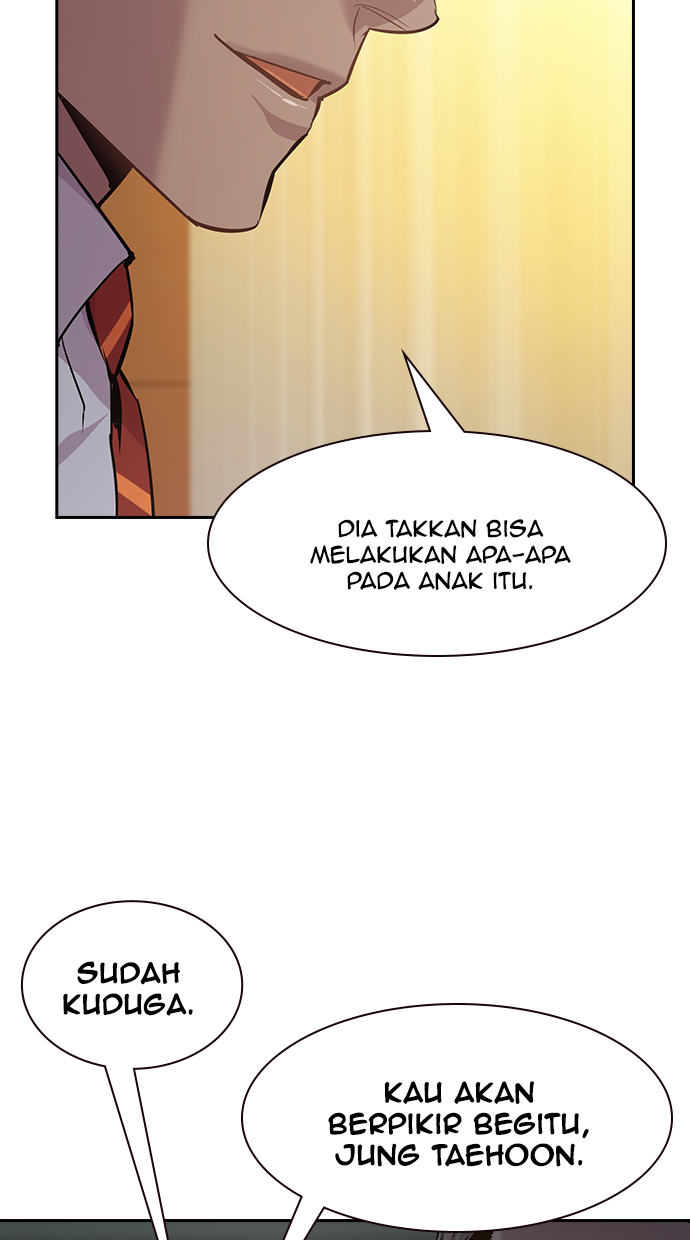 DIA TAKKAN BISA
MELAKUKAN APA-APA
PADA ANAK ITU.
SUDAH
KUDUGA.
KAU AKAN
BERPIKIR BEGITU,
JUNG TAEHOON.